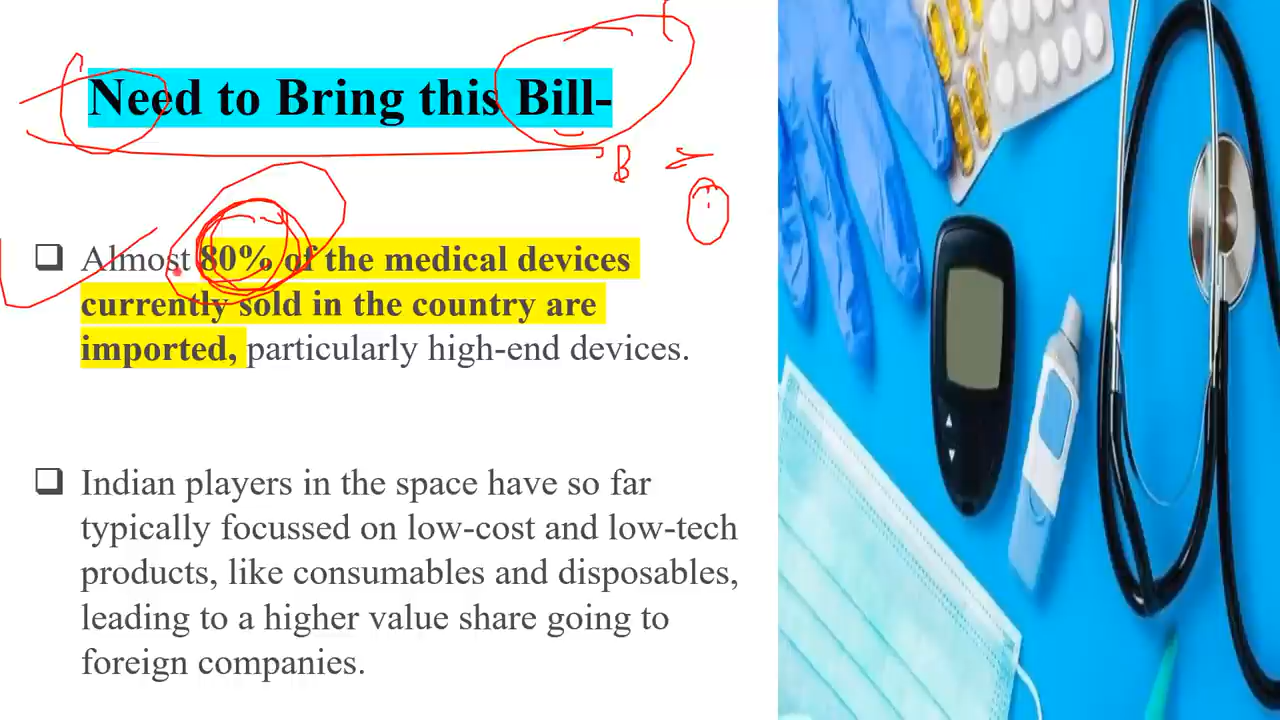 Need to Bring this Bill-
B
❑ Almost 80% of the medical devices
currently sold in the country are
imported, particularly high-end devices.
❑ Indian players in the space have so far
typically focussed on low-cost and low-tech
products, like consumables and disposables,
leading to a higher value share going to
foreign companies.